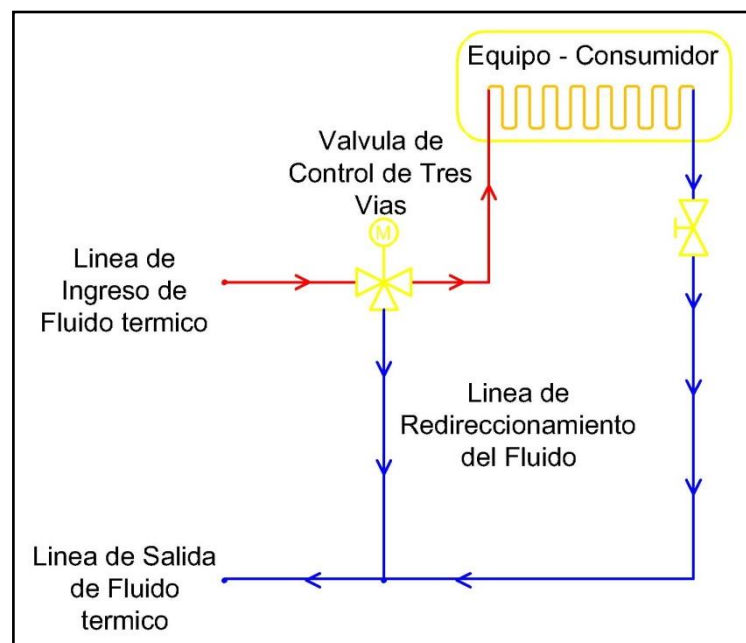 Equipo - Consumidor
Valvula de
Control de Tres
Vias
M
Linea de
Ingreso de
Fluido termico
Linea de
Redireccionamiento
del Fluido
Linea de Salida
de Fluido
termico